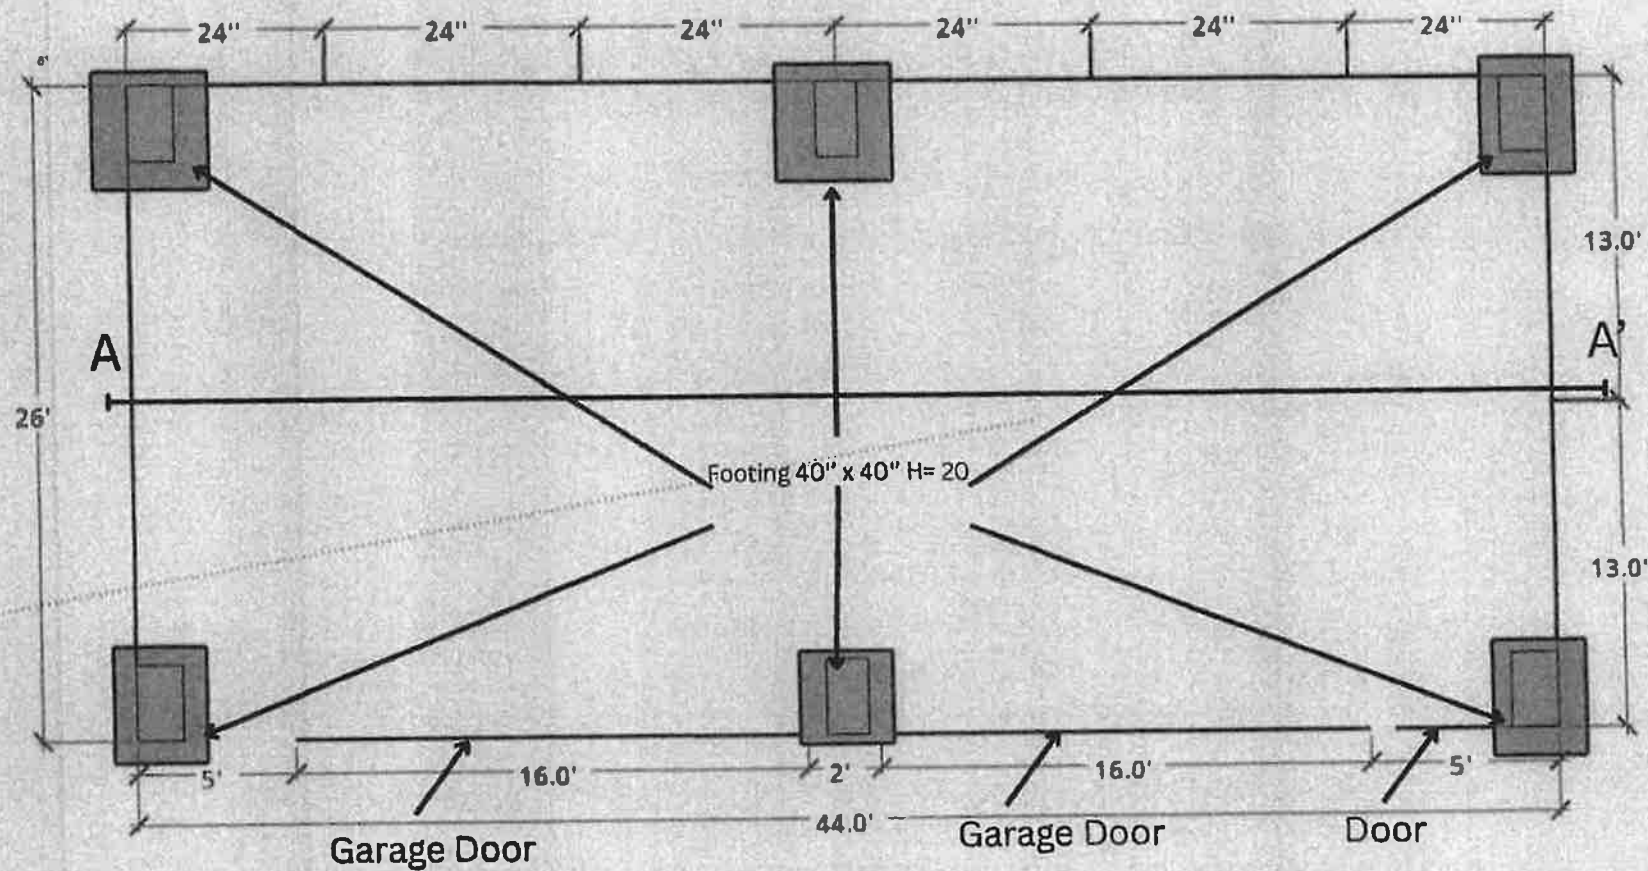 24" 24" 24" 24" 24" 24"
6'
13.0'
A A'
26'
Footing 40" x 40" H= 20
13.0'
5' 16.0' 2' 16.0' 5'
44.0'
Garage Door Garage Door Door